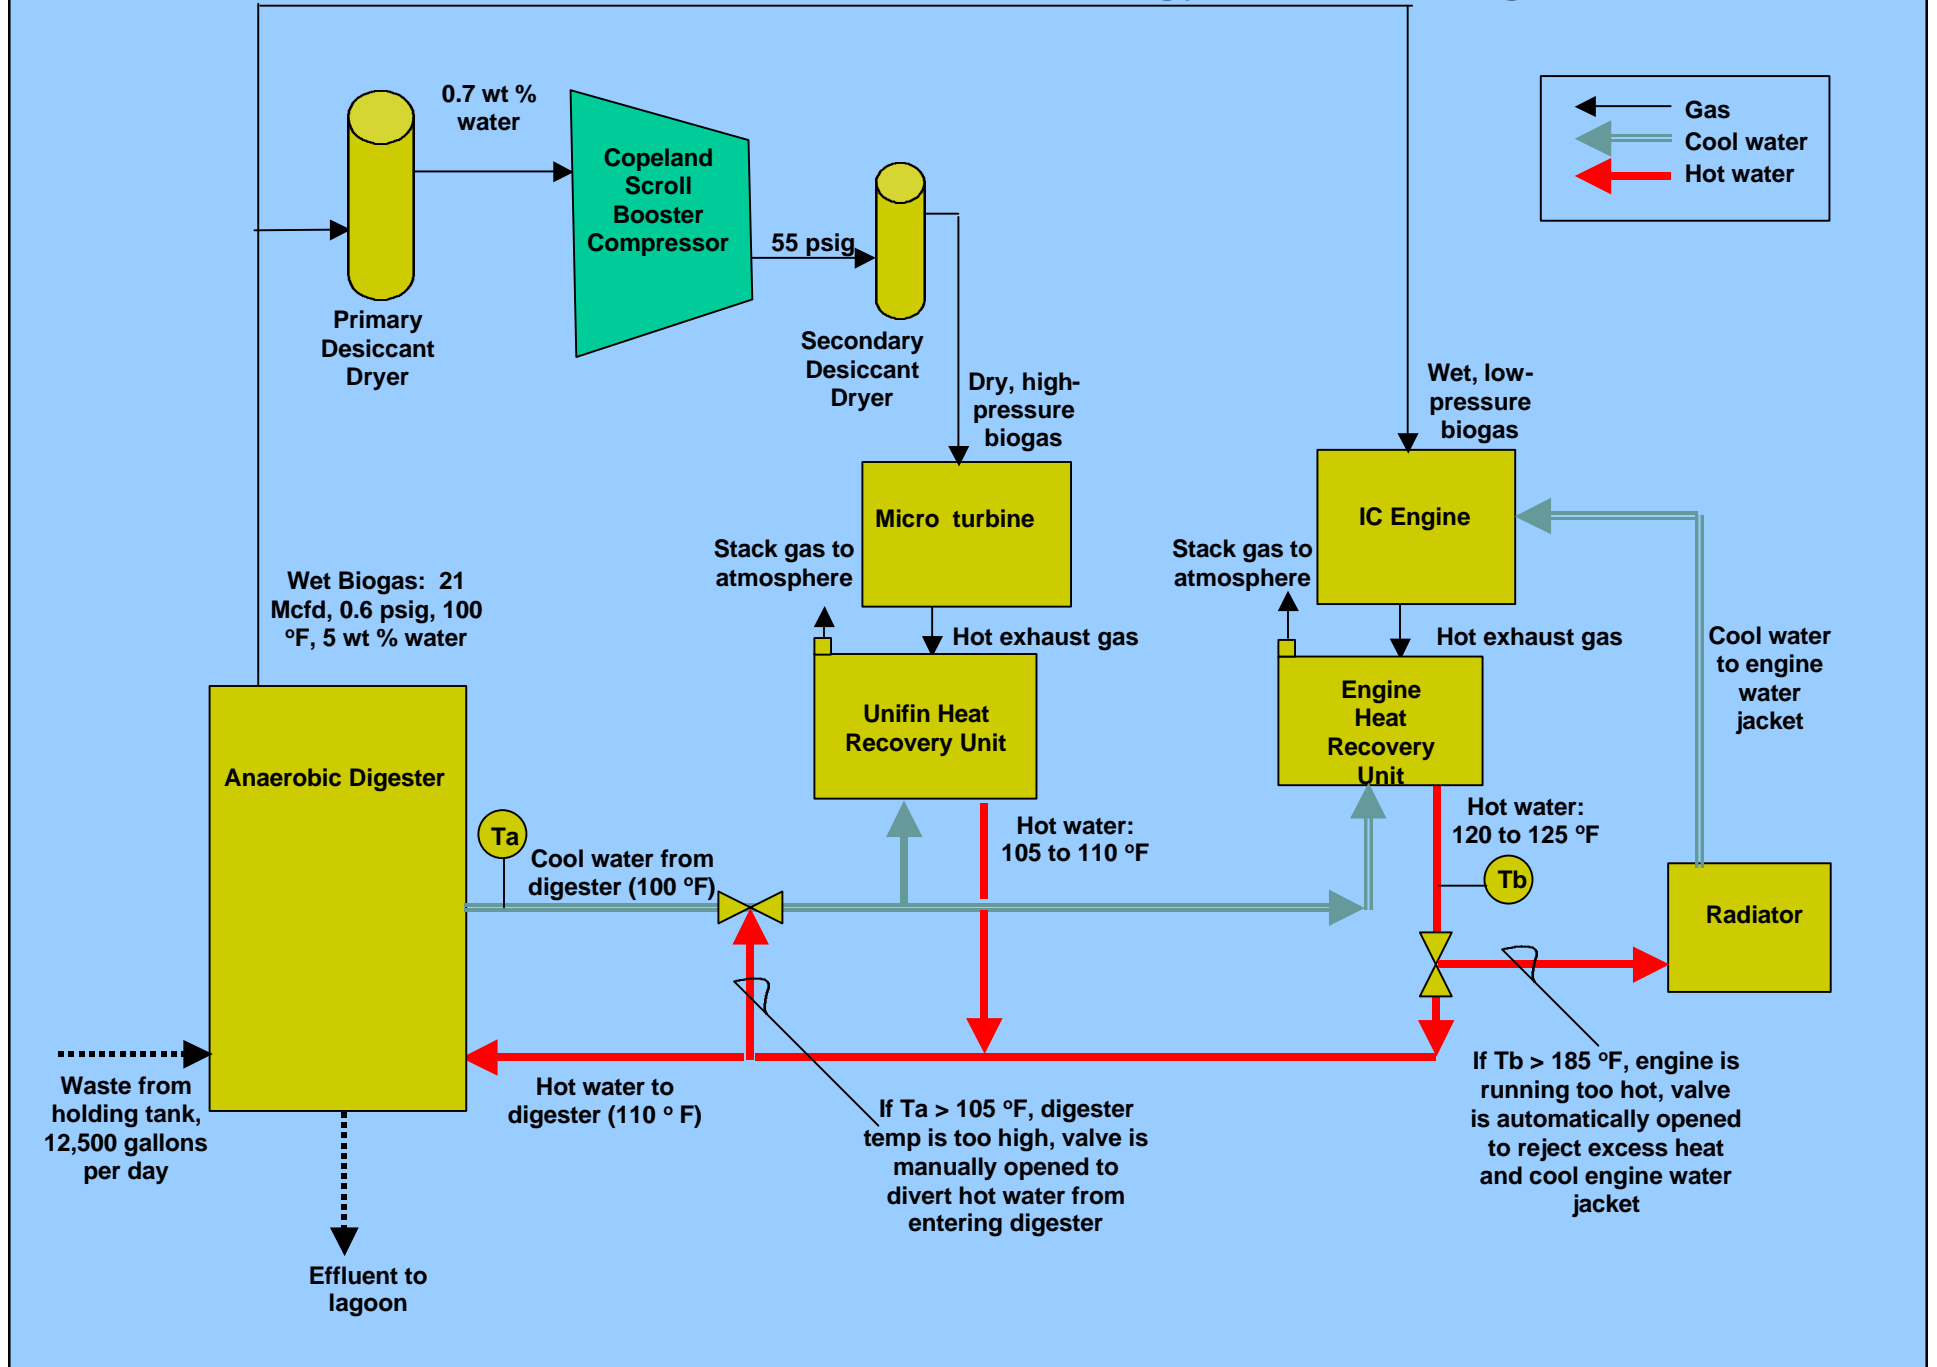 0.7 wt %
water
Gas
Cool water
Hot water
Copeland
Scroll
Booster
Compressor
55 psig
Primary
Desiccant
Dryer
Secondary
Desiccant
Dryer
Dry, high-
pressure
biogas
Wet, low-
pressure
biogas
Micro turbine
IC Engine
Stack gas to
atmosphere
Stack gas to
atmosphere
Wet Biogas: 21
Mcfd, 0.6 psig, 100
ºF, 5 wt % water
Hot exhaust gas
Hot exhaust gas
Cool water
to engine
water
jacket
Unifin Heat
Recovery Unit
Engine
Heat
Recovery
Unit
Anaerobic Digester
Ta
Cool water from
digester (100 ºF)
Hot water:
105 to 110 ºF
Hot water:
120 to 125 ºF
Tb
Radiator
Waste from
holding tank,
12,500 gallons
per day
Hot water to
digester (110 º F)
If Ta > 105 ºF, digester
temp is too high, valve is
manually opened to
divert hot water from
entering digester
If Tb > 185 ºF, engine is
running too hot, valve
is automatically opened
to reject excess heat
and cool engine water
jacket
Effluent to
lagoon